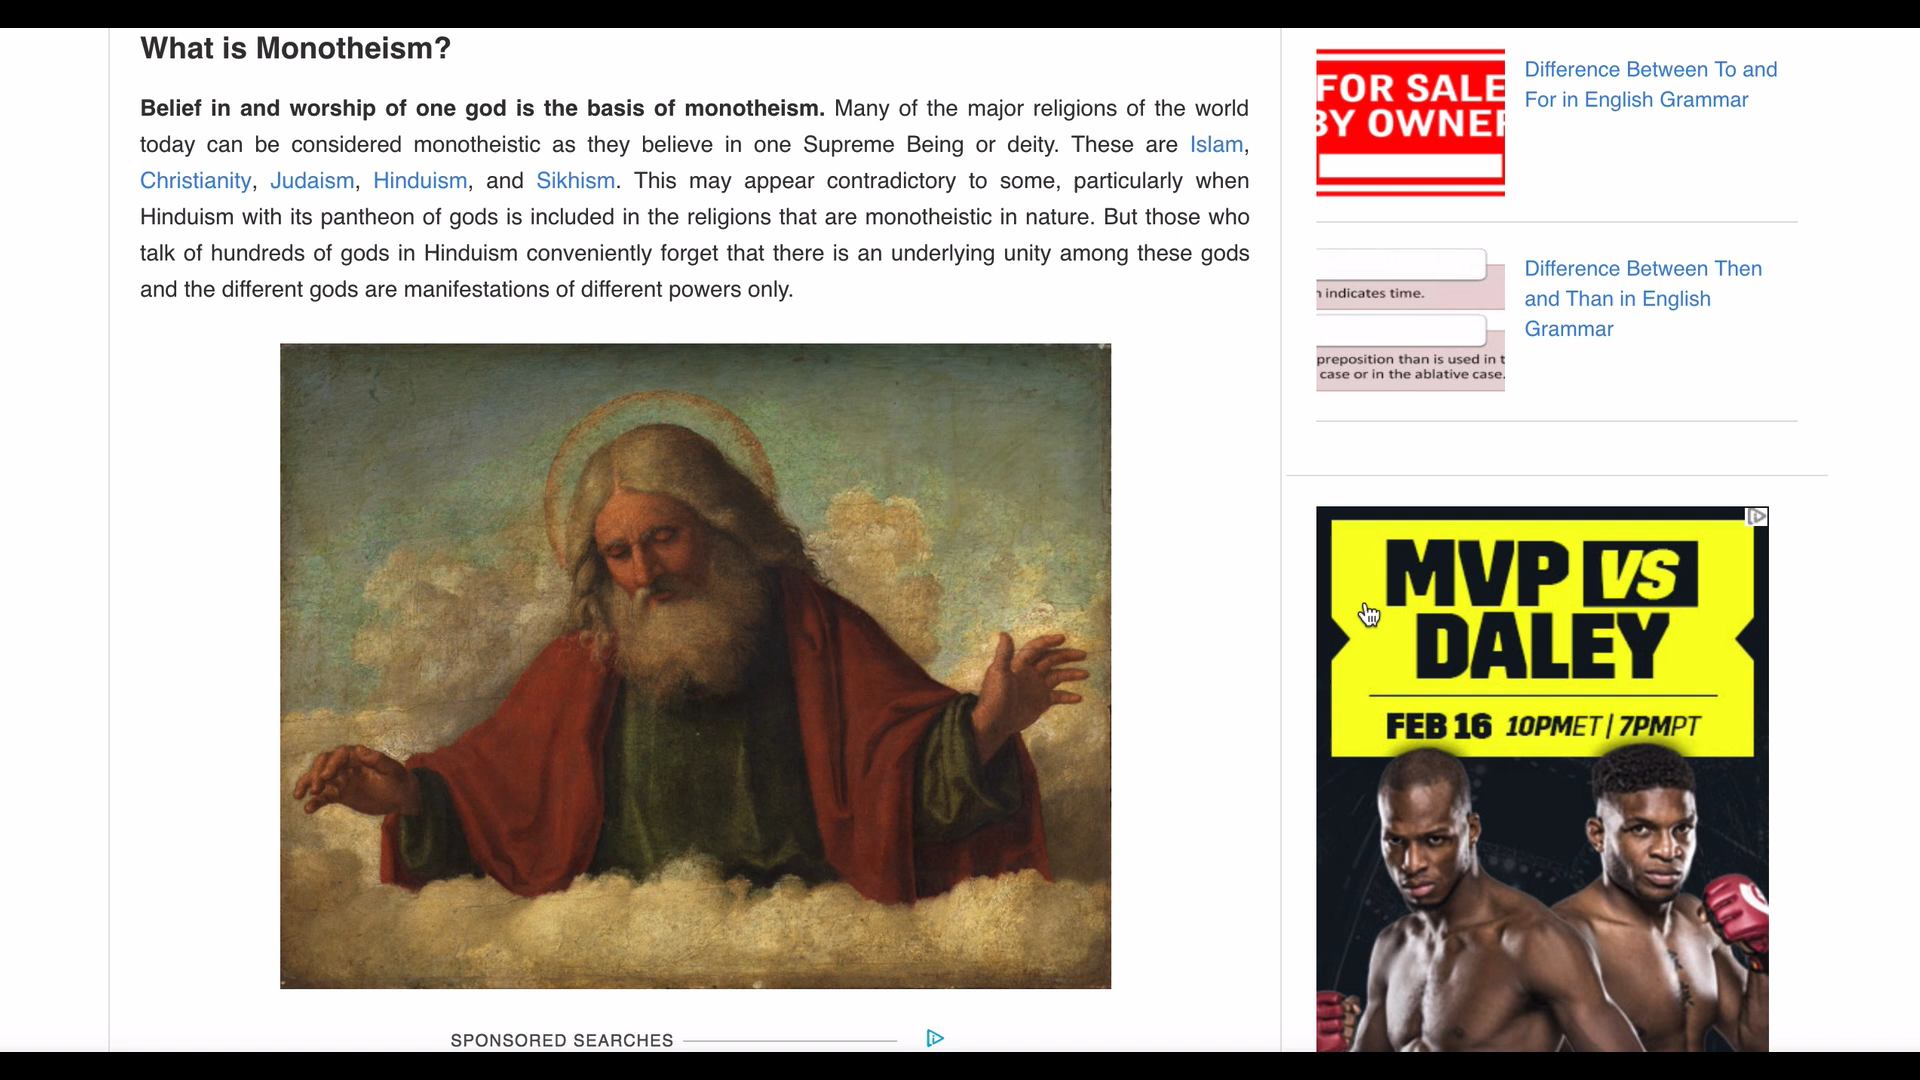 What is Monotheism?
Belief in and worship of one god is the basis of monotheism. Many of the major religions of the world
today can be considered monotheistic as they believe in one Supreme Being or deity. These are Islam,
Christianity, Judaism, Hinduism, and Sikhism. This may appear contradictory to some, particularly when
Hinduism with its pantheon of gods is included in the religions that are monotheistic in nature. But those who
talk of hundreds of gods in Hinduism conveniently forget that there is an underlying unity among these gods
and the different gods are manifestations of different powers only.
SPONSORED SEARCHES
FOR SALE
BY OWNER
Difference Between To and
For in English Grammar
n indicates time.
preposition than is used in t
case or in the ablative case.
Difference Between Then
and Than in English
Grammar
MVP VS
DALEY
FEB 16 10PMET | 7PMPT